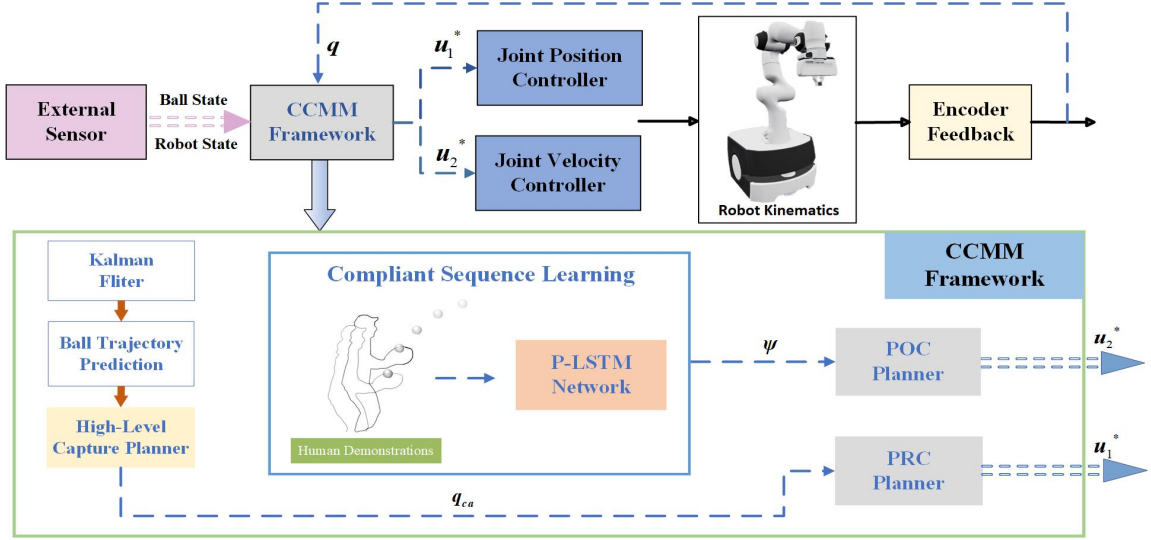 q
u₁*
Joint Position
Controller
External
Sensor
Ball State
Robot State
CCMM
Framework
Encoder
Feedback
u₂*
Joint Velocity
Controller
Robot Kinematics
CCMM
Framework
Kalman
Fliter
Ball Trajectory
Prediction
High-Level
Capture Planner
Compliant Sequence Learning
P-LSTM
Network
Human Demonstrations
ψ
POC
Planner
u₂*
PRC
Planner
u₁*
q_ca